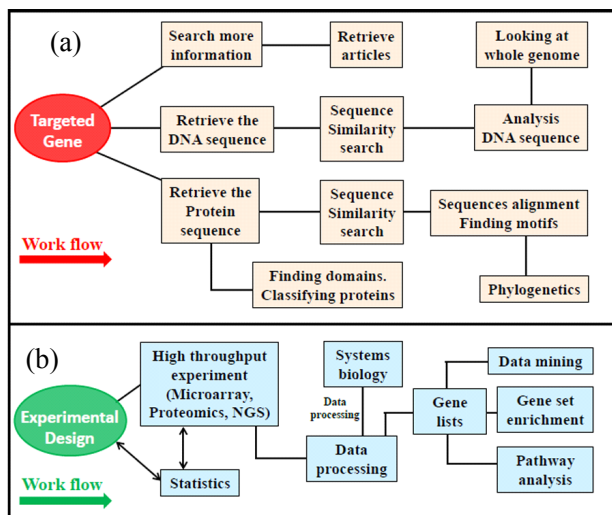 (a)
Search more
information
Retrieve
articles
Looking at
whole genome
Targeted
Gene
Retrieve the
DNA sequence
Sequence
Similarity
search
Analysis
DNA sequence
Retrieve the
Protein
sequence
Sequence
Similarity
search
Sequences alignment
Finding motifs
Work flow
Finding domains.
Classifying proteins
Phylogenetics
(b)
High throughput
experiment
(Microarray,
Proteomics, NGS)
Systems
biology
Data mining
Experimental
Design
Data
processing
Gene
lists
Gene set
enrichment
Data
processing
Statistics
Pathway
analysis
Work flow